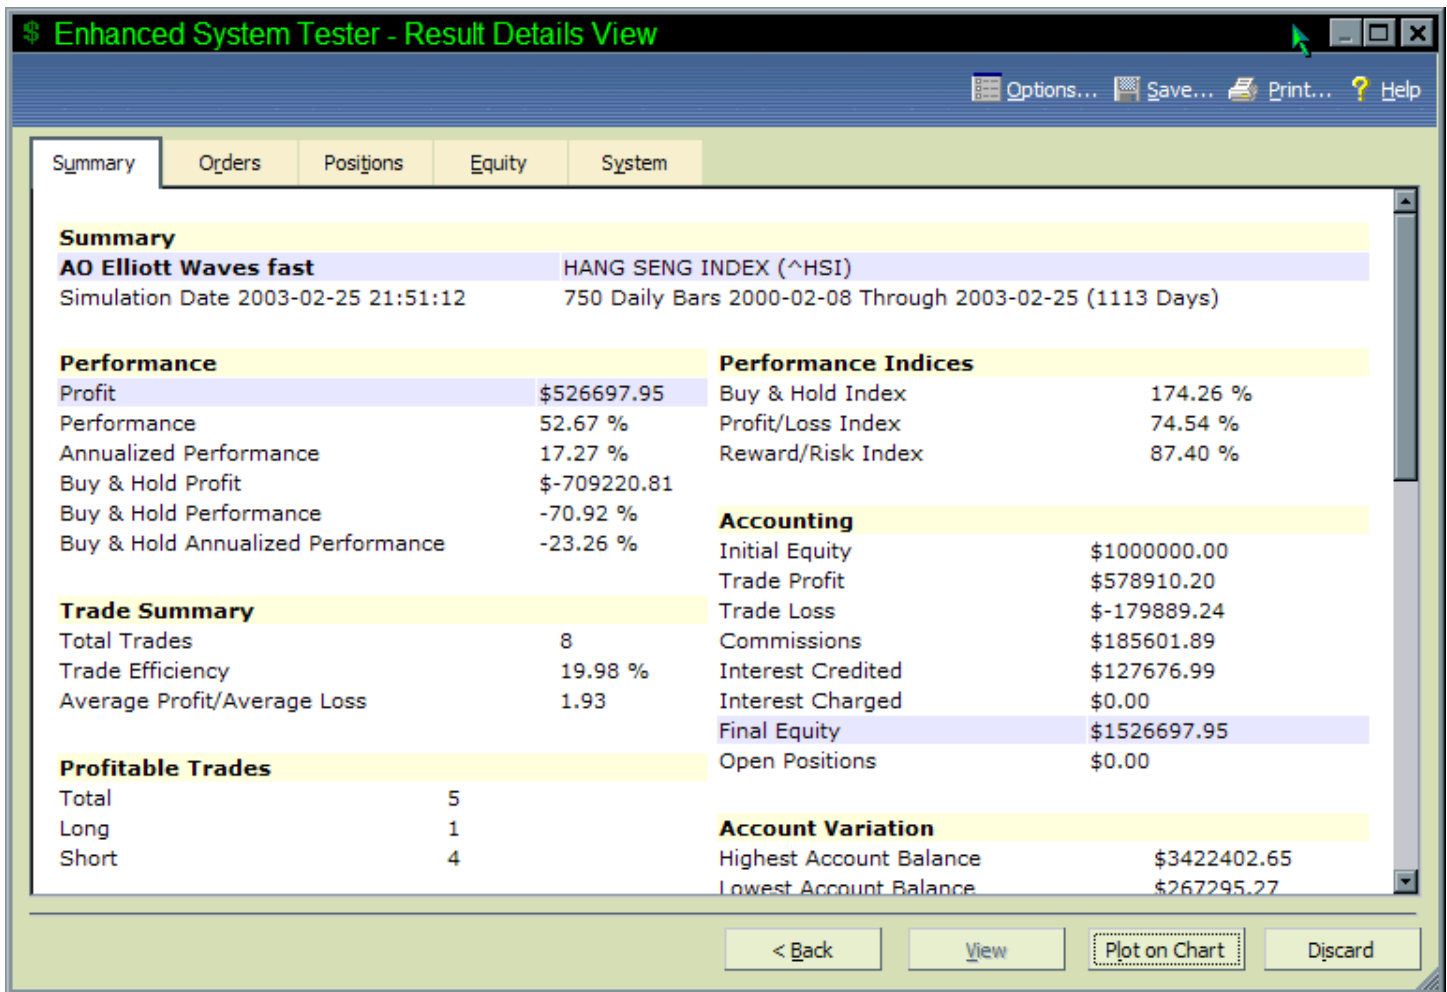 $ Enhanced System Tester - Result Details View
Options... Save... Print... ? Help
Summary Orders Positions Equity System
Summary
AO Elliott Waves fast HANG SENG INDEX (^HSI)
Simulation Date 2003-02-25 21:51:12 750 Daily Bars 2000-02-08 Through 2003-02-25 (1113 Days)
Performance
Profit $526697.95
Performance 52.67 %
Annualized Performance 17.27 %
Buy & Hold Profit $-709220.81
Buy & Hold Performance -70.92 %
Buy & Hold Annualized Performance -23.26 %
Trade Summary
Total Trades 8
Trade Efficiency 19.98 %
Average Profit/Average Loss 1.93
Profitable Trades
Total 5
Long 1
Short 4
Performance Indices
Buy & Hold Index 174.26 %
Profit/Loss Index 74.54 %
Reward/Risk Index 87.40 %
Accounting
Initial Equity $1000000.00
Trade Profit $578910.20
Trade Loss $-179889.24
Commissions $185601.89
Interest Credited $127676.99
Interest Charged $0.00
Final Equity $1526697.95
Open Positions $0.00
Account Variation
Highest Account Balance $3422402.65
Lowest Account Balance $267295.27
< Back View Plot on Chart Discard